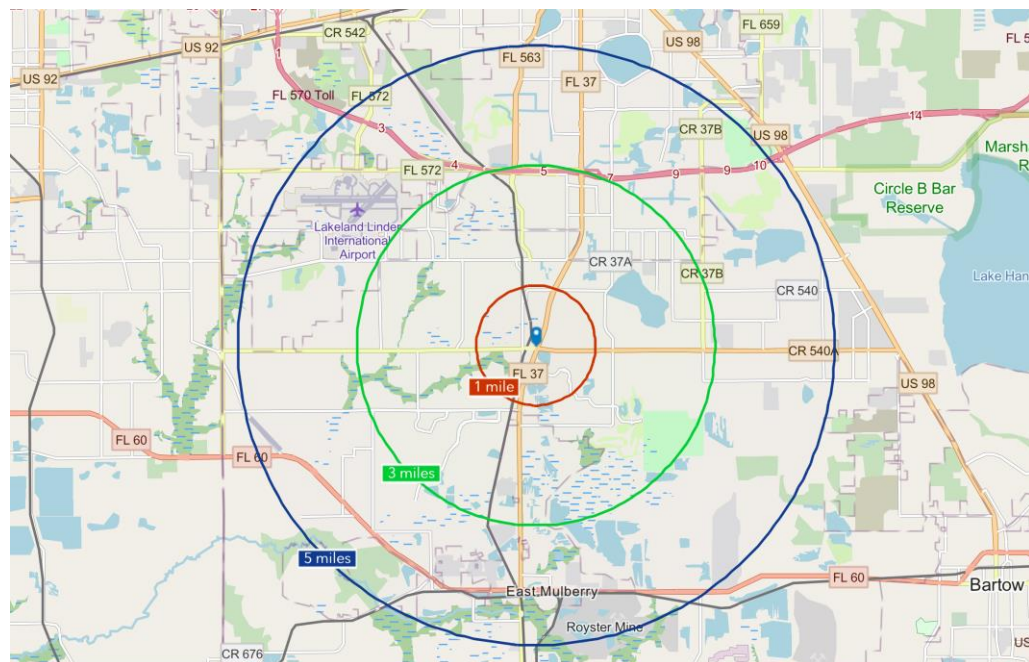 US 98
FL 659
CR 542
FL 5
US 92
FL 563
US 92
FL 37
FL 570 Toll
FL 572
3
CR 37B
US 98
14
Marsh
R
4
5
7
9
9
10
FL 572
Circle B Bar
Reserve
Lakeland Linder
International
Airport
CR 37A
CR 37B
CR 540
Lake Han
CR 540A
FL 37
1 mile
US 98
FL 60
FL 60
3 miles
5 miles
FL 60
East Mulberry
Bartow
Royster Mine
CR 676
US